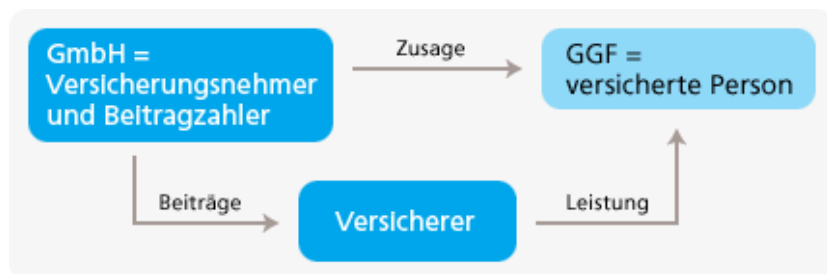 GmbH =
Versicherungsnehmer
und Beitragzahler
Zusage
GGF =
versicherte Person
Beiträge
Versicherer
Leistung